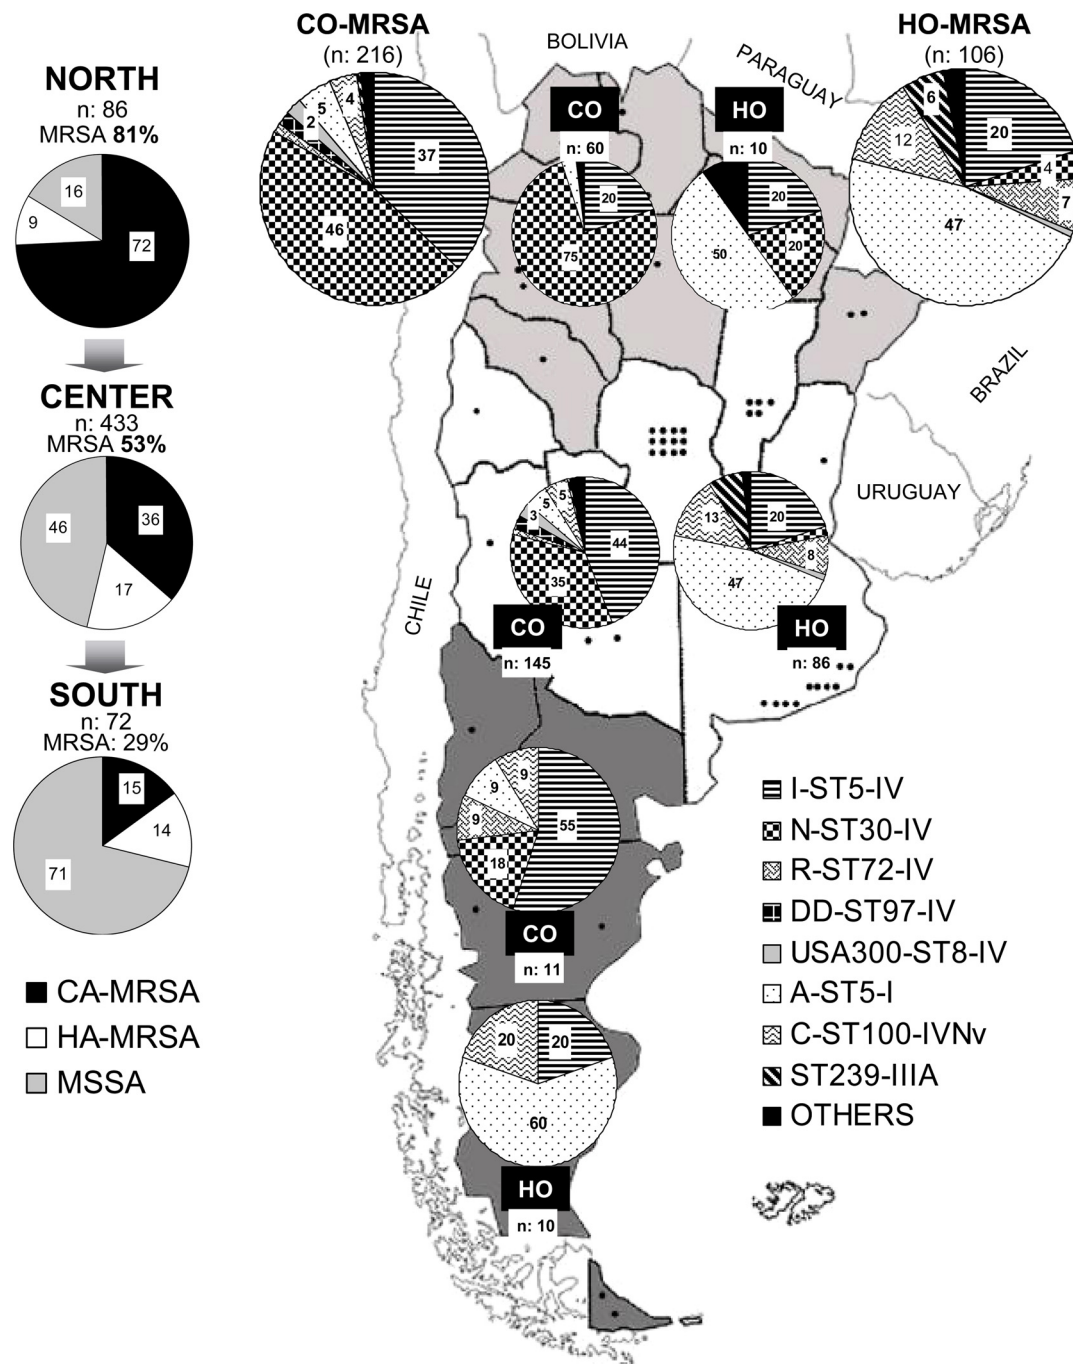 NORTH
n: 86
MRSA 81%
16
9
72
CENTER
n: 433
MRSA 53%
46
36
17
SOUTH
n: 72
MRSA: 29%
15
14
71
CA-MRSA
HA-MRSA
MSSA
CO-MRSA
(n: 216)
4
5
2
37
46
HO-MRSA
(n: 106)
6
20
12
4
7
47
BOLIVIA
PARAGUAY
BRAZIL
URUGUAY
CHILE
CO
n: 60
20
75
HO
n: 10
20
20
50
5
5
3
44
35
CO
n: 145
13
20
8
47
HO
n: 86
9
9
9
55
18
CO
n: 11
20
20
60
HO
n: 10
I-ST5-IV
N-ST30-IV
R-ST72-IV
DD-ST97-IV
USA300-ST8-IV
A-ST5-I
C-ST100-IVNv
ST239-IIIA
OTHERS